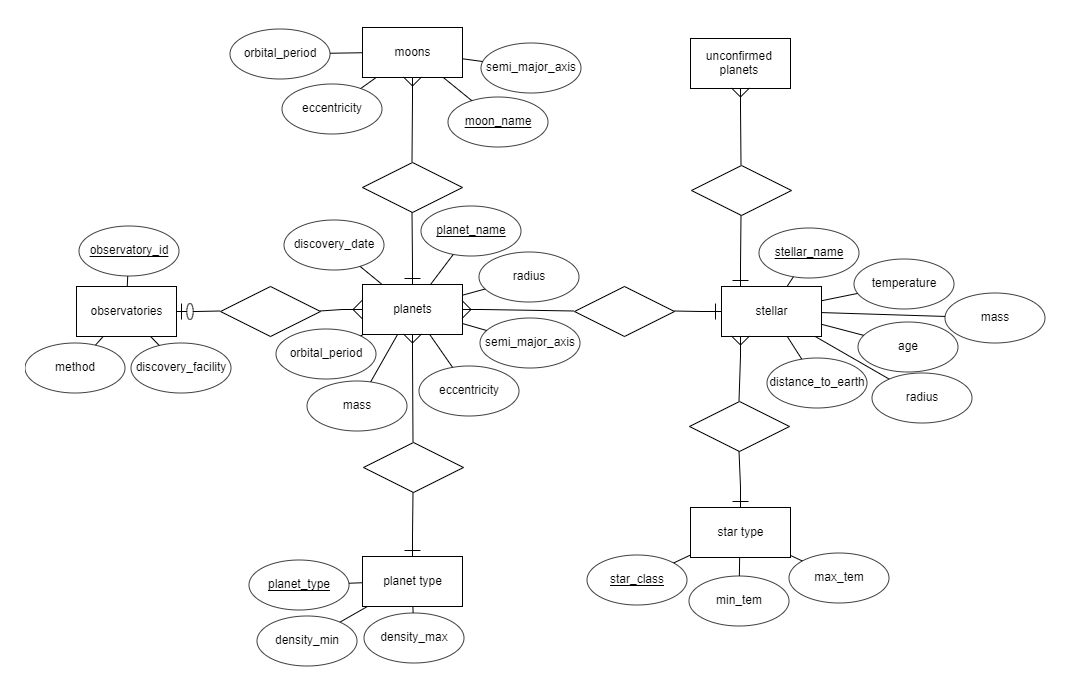 moons
orbital_period
semi_major_axis
eccentricity
moon_name
unconfirmed
planets
observatory_id
discovery_date
planet_name
stellar_name
radius
temperature
observatories
planets
stellar
mass
orbital_period
semi_major_axis
age
method
discovery_facility
mass
eccentricity
distance_to_earth
radius
star type
planet_type
planet type
star_class
max_tem
min_tem
density_min
density_max